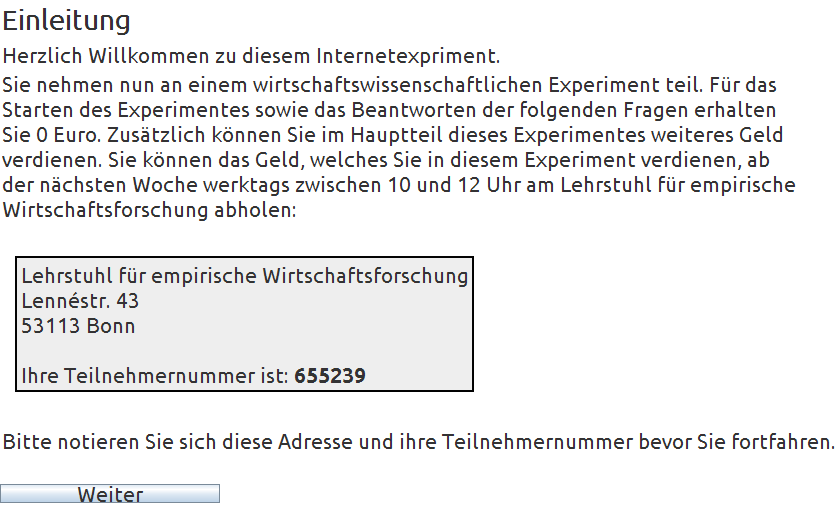 Einleitung
Herzlich Willkommen zu diesem Internetexpriment.
Sie nehmen nun an einem wirtschaftswissenschaftlichen Experiment teil. Für das
Starten des Experimentes sowie das Beantworten der folgenden Fragen erhalten
Sie 0 Euro. Zusätzlich können Sie im Hauptteil dieses Experimentes weiteres Geld
verdienen. Sie können das Geld, welches Sie in diesem Experiment verdienen, ab
der nächsten Woche werktags zwischen 10 und 12 Uhr am Lehrstuhl für empirische
Wirtschaftsforschung abholen:
Lehrstuhl für empirische Wirtschaftsforschung
Lennéstr. 43
53113 Bonn
Ihre Teilnehmernummer ist: 655239
Bitte notieren Sie sich diese Adresse und ihre Teilnehmernummer bevor Sie fortfahren.
Weiter